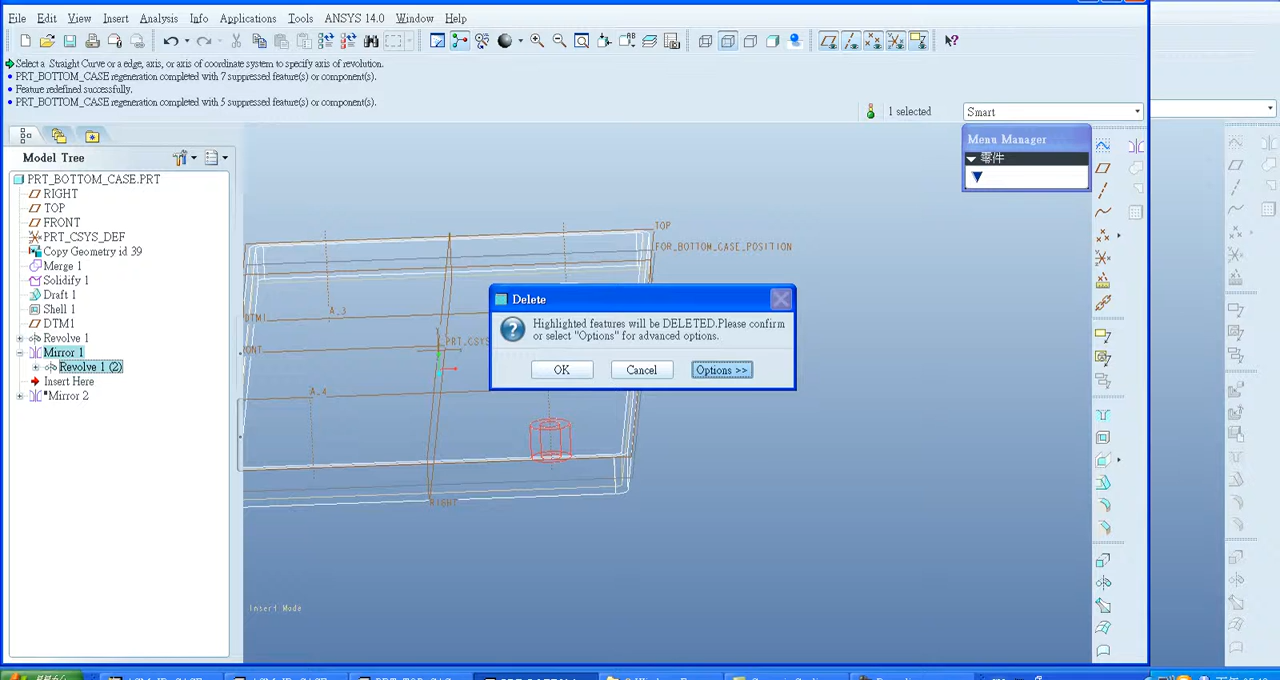 File Edit View Insert Analysis Info Applications Tools ANSYS 14.0 Window Help
Select a Straight Curve or a edge, axis, or axis of coordinate system to specify axis of revolution.
PRT_BOTTOM_CASE regeneration completed with 7 suppressed feature(s) or component(s).
Feature redefined successfully.
PRT_BOTTOM_CASE regeneration completed with 5 suppressed feature(s) or component(s).
1 selected
Smart
Menu Manager
零件
Model Tree
PRT_BOTTOM_CASE.PRT
RIGHT
TOP
FRONT
PRT_CSYS_DEF
Copy Geometry id 39
Merge 1
Solidify 1
Draft 1
Shell 1
DTM1
Revolve 1
Mirror 1
Revolve 1 (2)
Insert Here
Mirror 2
TOP
FOR_BOTTOM_CASE_POSITION
A_3
DTM1
ONT
PRT_CSYS
A_4
RIGHT
Insert Mode
Delete
Highlighted features will be DELETED.Please confirm
or select "Options" for advanced options.
OK Cancel Options >>